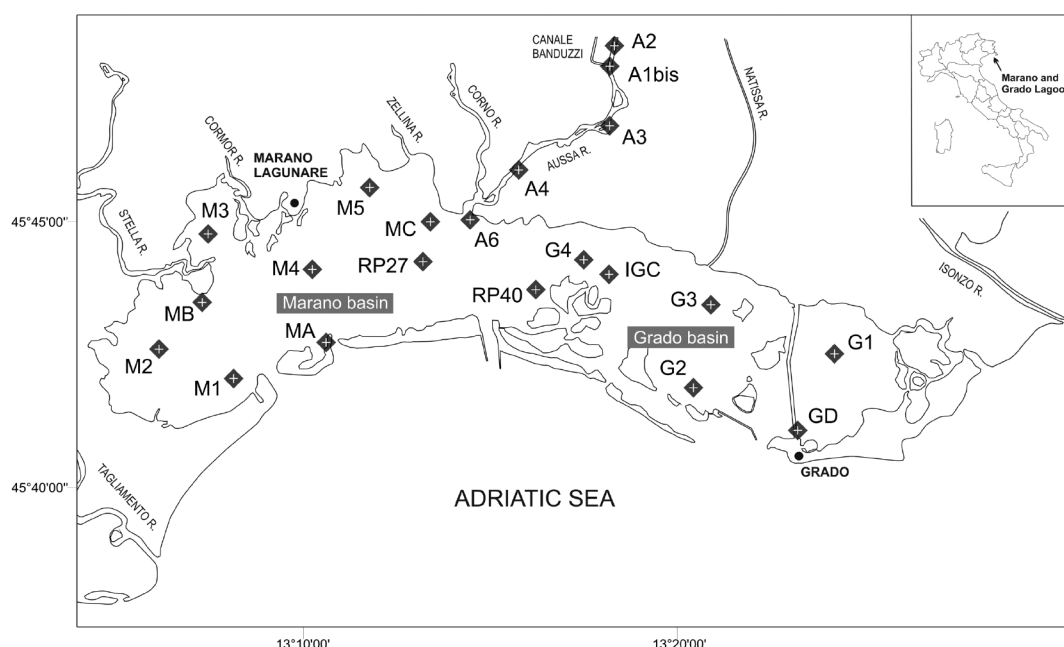 CANALE
BANDUZZI
A2
A1bis
A3
AUSSA R.
A4
NATISSA R.
Marano and
Grado Lagoo
CORNO R.
ZELLINA R.
CORMOR R.
MARANO
LAGUNARE
STELLA R.
M3
M5
MC
A6
45°45'00"
M4
RP27
G4
IGC
ISONZO R.
RP40
G3
MB
Marano basin
MA
Grado basin
G1
M2
M1
G2
GD
GRADO
TAGLIAMENTO R.
45°40'00"
ADRIATIC SEA
13°10'00"
13°20'00"